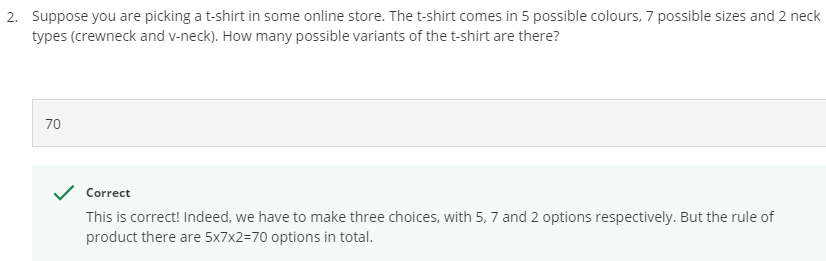 2. Suppose you are picking a t-shirt in some online store. The t-shirt comes in 5 possible colours, 7 possible sizes and 2 neck
types (crewneck and v-neck). How many possible variants of the t-shirt are there?
70
Correct
This is correct! Indeed, we have to make three choices, with 5, 7 and 2 options respectively. But the rule of
product there are 5x7x2=70 options in total.